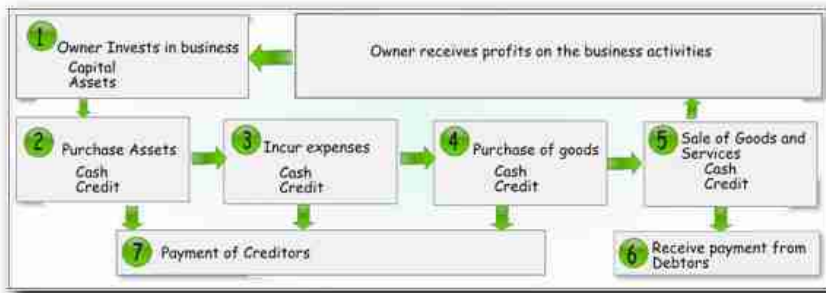 1
Owner Invests in business
Capital
Assets
Owner receives profits on the business activities
2
Purchase Assets
Cash
Credit
3
Incur expenses
Cash
Credit
4
Purchase of goods
Cash
Credit
5
Sale of Goods and
Services
Cash
Credit
7
Payment of Creditors
6
Receive payment from
Debtors